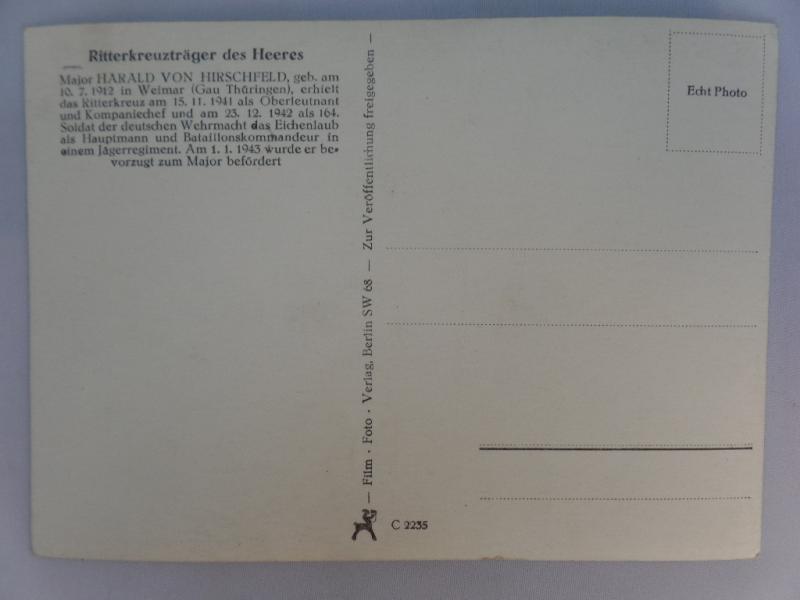 Ritterkreuzträger des Heeres
Major HARALD VON HIRSCHFELD, geb. am
10. 7. 1912 in Weimar (Gau Thüringen), erhielt
das Ritterkreuz am 15. 11. 1941 als Oberleutnant
und Kompaniechef und am 23. 12. 1942 als 164.
Soldat der deutschen Wehrmacht das Eichenlaub
als Hauptmann und Bataillonskommandeur in
einem Jägerregiment. Am 1. 1. 1943 wurde er be-
vorzugt zum Major befördert
— Film · Foto · Verlag, Berlin SW 68 — Zur Veröffentlichung freigegeben —
Echt Photo
C 2235